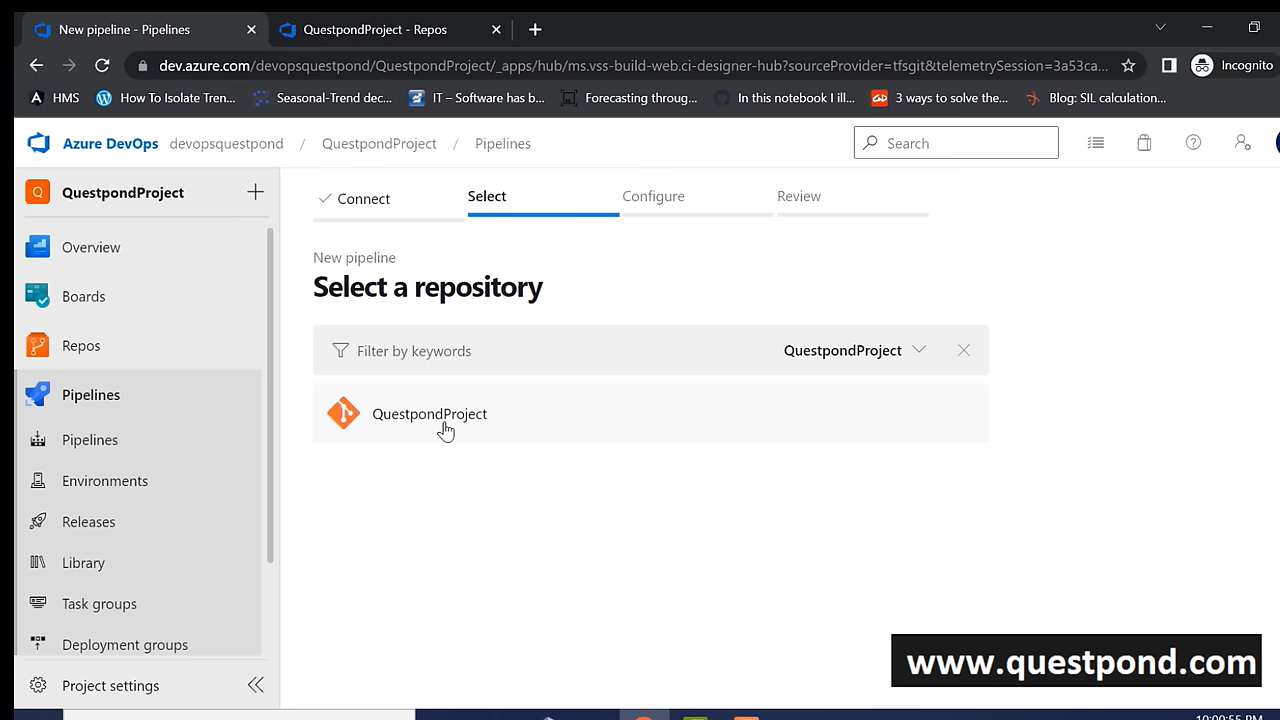 New pipeline - Pipelines
QuestpondProject - Repos
dev.azure.com/devopsquestpond/QuestpondProject/_apps/hub/ms.vss-build-web.ci-designer-hub?sourceProvider=tfsgit&telemetrySession=3a53ca...
Incognito
HMS
How To Isolate Tren...
Seasonal-Trend dec...
IT – Software has b...
Forecasting throug...
In this notebook I ill...
3 ways to solve the...
Blog: SIL calculation...
Azure DevOps devopsquestpond / QuestpondProject / Pipelines
Search
Q QuestpondProject
Overview
Boards
Repos
Pipelines
Pipelines
Environments
Releases
Library
Task groups
Deployment groups
Project settings
Connect
Select
Configure
Review
New pipeline
Select a repository
Filter by keywords
QuestpondProject
QuestpondProject
www.questpond.com
10:00:55 PM